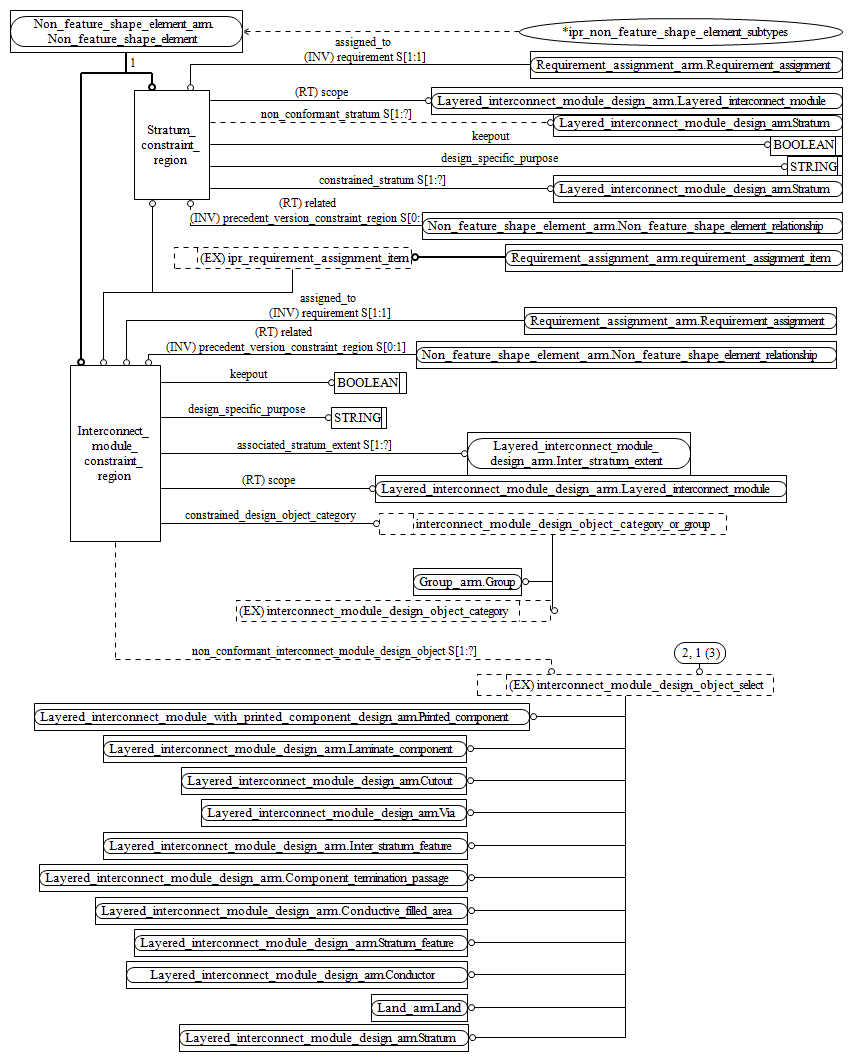 Non_feature_shape_element_arm.
Non_feature_shape_element
*ipr_non_feature_shape_element_subtypes
1
assigned_to
(INV) requirement S[1:1]
Requirement_assignment_arm.Requirement_assignment
(RT) scope
Layered_interconnect_module_design_arm.Layered_interconnect_module
non_conformant_stratum S[1:?]
Layered_interconnect_module_design_arm.Stratum
Stratum_
constraint_
region
keepout
BOOLEAN
design_specific_purpose
STRING
constrained_stratum S[1:?]
Layered_interconnect_module_design_arm.Stratum
(RT) related
(INV) precedent_version_constraint_region S[0:
Non_feature_shape_element_arm.Non_feature_shape_element_relationship
(EX) ipr_requirement_assignment_item
Requirement_assignment_arm.requirement_assignment_item
assigned_to
(INV) requirement S[1:1]
Requirement_assignment_arm.Requirement_assignment
(RT) related
(INV) precedent_version_constraint_region S[0:1]
Non_feature_shape_element_arm.Non_feature_shape_element_relationship
keepout
BOOLEAN
design_specific_purpose
STRING
Interconnect_
module_
constraint_
region
associated_stratum_extent S[1:?]
Layered_interconnect_module_
design_arm.Inter_stratum_extent
(RT) scope
Layered_interconnect_module_design_arm.Layered_interconnect_module
constrained_design_object_category
interconnect_module_design_object_category_or_group
Group_arm.Group
(EX) interconnect_module_design_object_category
non_conformant_interconnect_module_design_object S[1:?]
2, 1 (3)
(EX) interconnect_module_design_object_select
Layered_interconnect_module_with_printed_component_design_arm.Printed_component
Layered_interconnect_module_design_arm.Laminate_component
Layered_interconnect_module_design_arm.Cutout
Layered_interconnect_module_design_arm.Via
Layered_interconnect_module_design_arm.Inter_stratum_feature
Layered_interconnect_module_design_arm.Component_termination_passage
Layered_interconnect_module_design_arm.Conductive_filled_area
Layered_interconnect_module_design_arm.Stratum_feature
Layered_interconnect_module_design_arm.Conductor
Land_arm.Land
Layered_interconnect_module_design_arm.Stratum